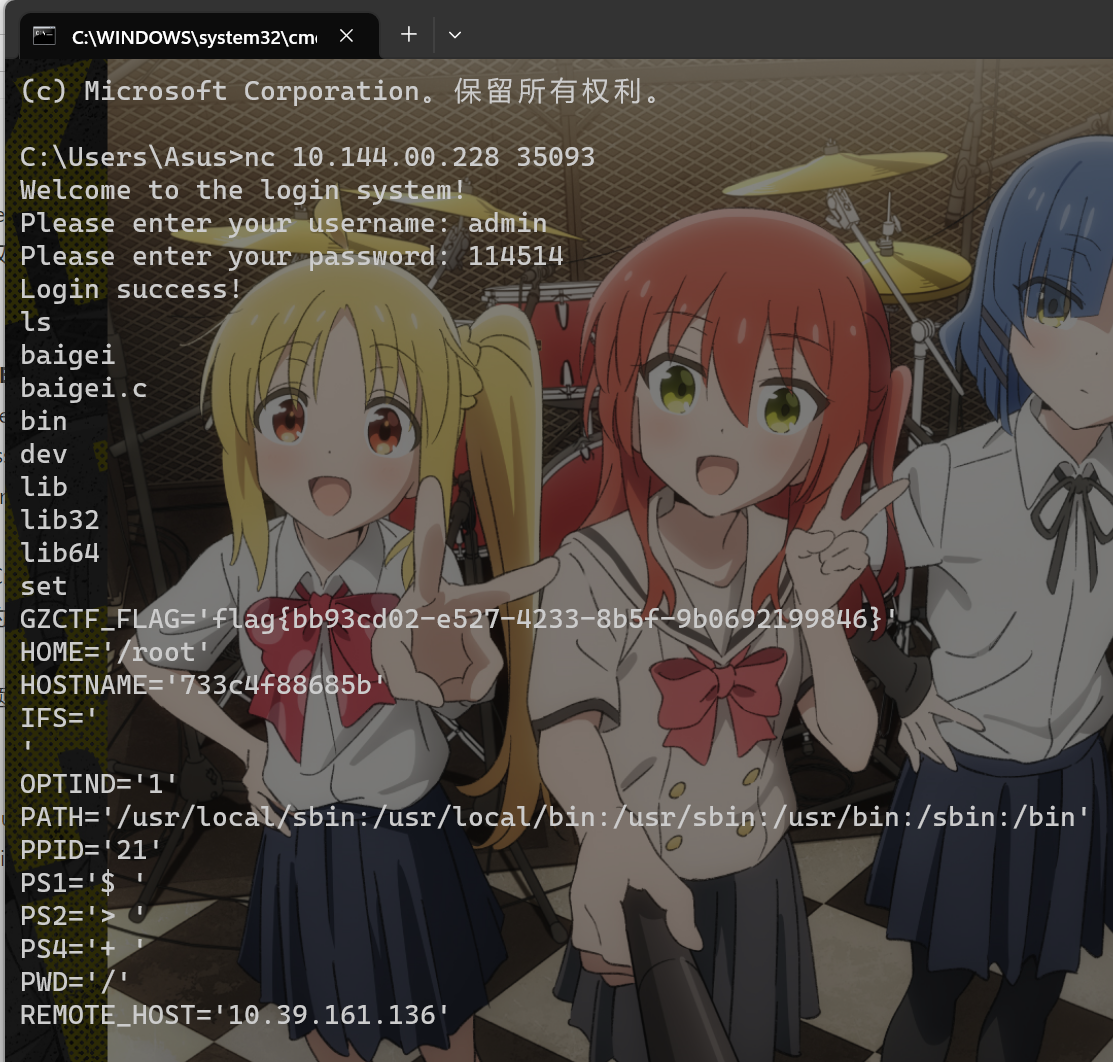 C:\WINDOWS\system32\cm
(c) Microsoft Corporation。保留所有权利。
C:\Users\Asus>nc 10.144.00.228 35093
Welcome to the login system!
Please enter your username: admin
Please enter your password: 114514
Login success!
ls
baigei
baigei.c
bin
dev
lib
lib32
lib64
set
GZCTF_FLAG='flag{bb93cd02-e527-4233-8b5f-9b0692199846}'
HOME='/root'
HOSTNAME='733c4f88685b'
IFS='
'
OPTIND='1'
PATH='/usr/local/sbin:/usr/local/bin:/usr/sbin:/usr/bin:/sbin:/bin'
PPID='21'
PS1='$ '
PS2='> '
PS4='+ '
PWD='/'
REMOTE_HOST='10.39.161.136'